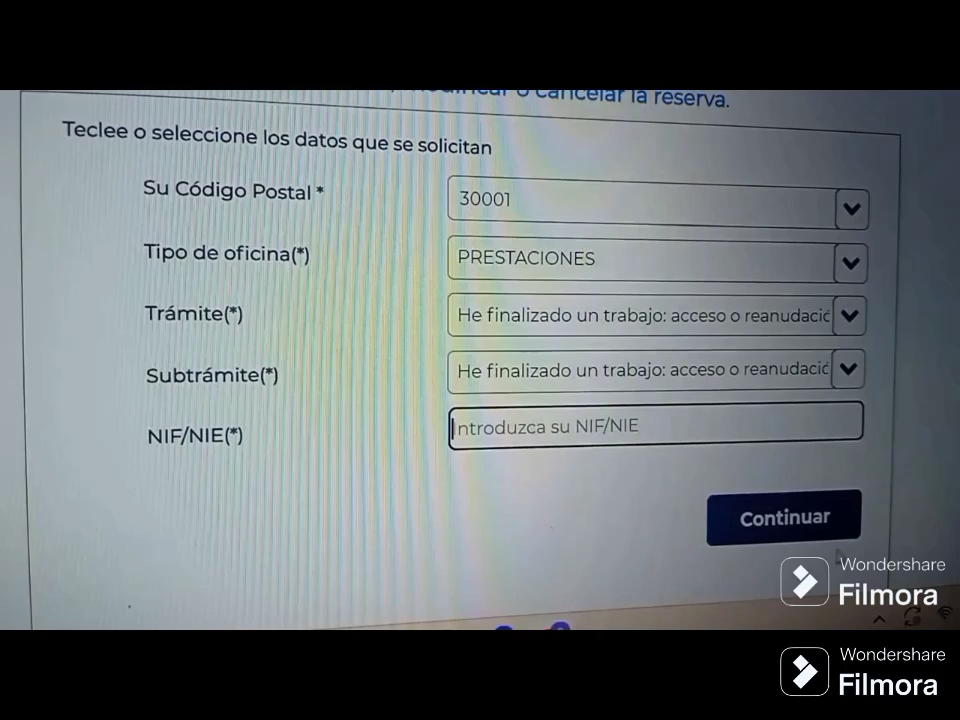 o cancelar la reserva.
Teclee o seleccione los datos que se solicitan
Su Código Postal *
30001
Tipo de oficina(*)
PRESTACIONES
Trámite(*)
He finalizado un trabajo: acceso o reanudació
Subtrámite(*)
He finalizado un trabajo: acceso o reanudació
NIF/NIE(*)
Introduzca su NIF/NIE
Continuar
Wondershare
Filmora
Wondershare
Filmora